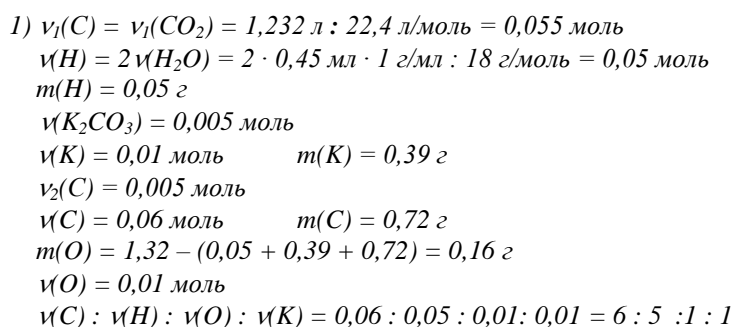 1) ν₁(C) = ν₁(CO₂) = 1,232 л : 22,4 л/моль = 0,055 моль
ν(H) = 2 ν(H₂O) = 2 · 0,45 мл · 1 г/мл : 18 г/моль = 0,05 моль
m(H) = 0,05 г
ν(K₂CO₃) = 0,005 моль
ν(K) = 0,01 моль m(K) = 0,39 г
ν₂(C) = 0,005 моль
ν(C) = 0,06 моль m(C) = 0,72 г
m(O) = 1,32 – (0,05 + 0,39 + 0,72) = 0,16 г
ν(O) = 0,01 моль
ν(C) : ν(H) : ν(O) : ν(K) = 0,06 : 0,05 : 0,01: 0,01 = 6 : 5 :1 : 1